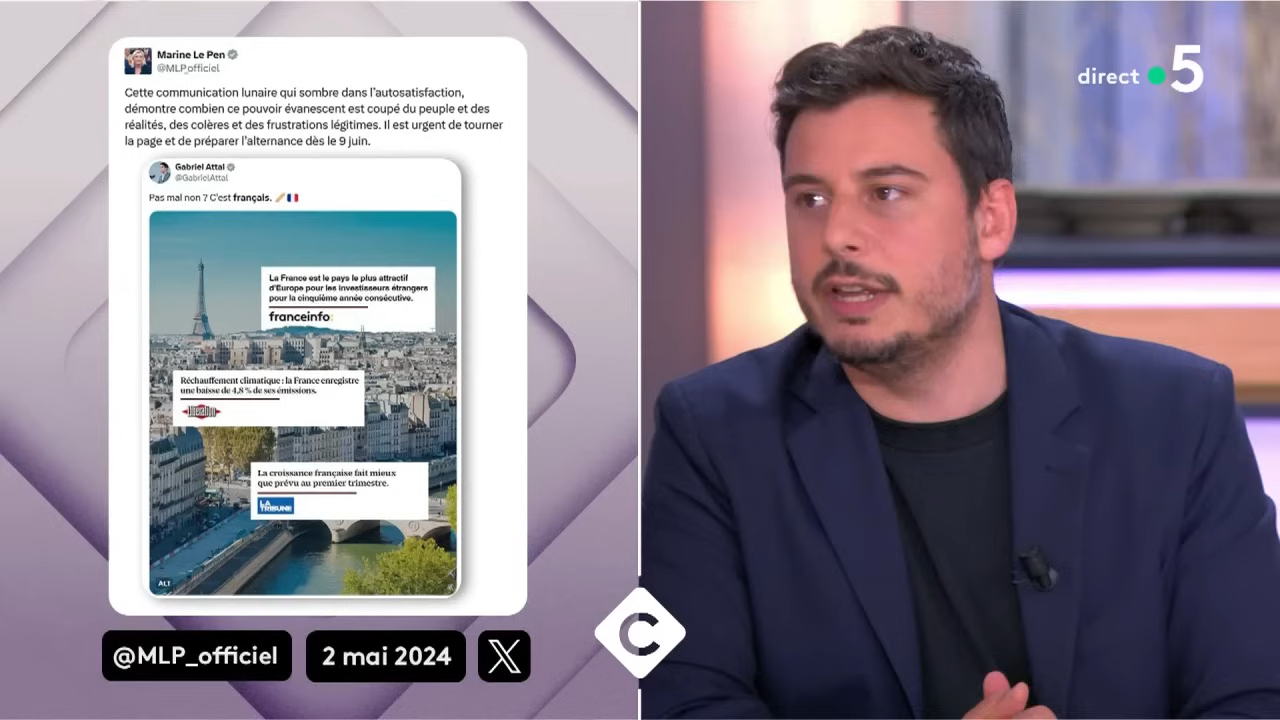 Marine Le Pen
@MLP_officiel
Cette communication lunaire qui sombre dans l'autosatisfaction,
démontre combien ce pouvoir évanescent est coupé du peuple et des
réalités, des colères et des frustrations légitimes. Il est urgent de tourner
la page et de préparer l'alternance dès le 9 juin.
Gabriel Attal
@GabrielAttal
Pas mal non ? C'est français. 🥖🇫🇷
La France est le pays le plus attractif
d'Europe pour les investisseurs étrangers
pour la cinquième année consécutive.
franceinfo:
Réchauffement climatique : la France enregistre
une baisse de 4,8 % de ses émissions.
Libération
La croissance française fait mieux
que prévu au premier trimestre.
LA
TRIBUNE
ALT
@MLP_officiel
2 mai 2024
X
C
direct 5